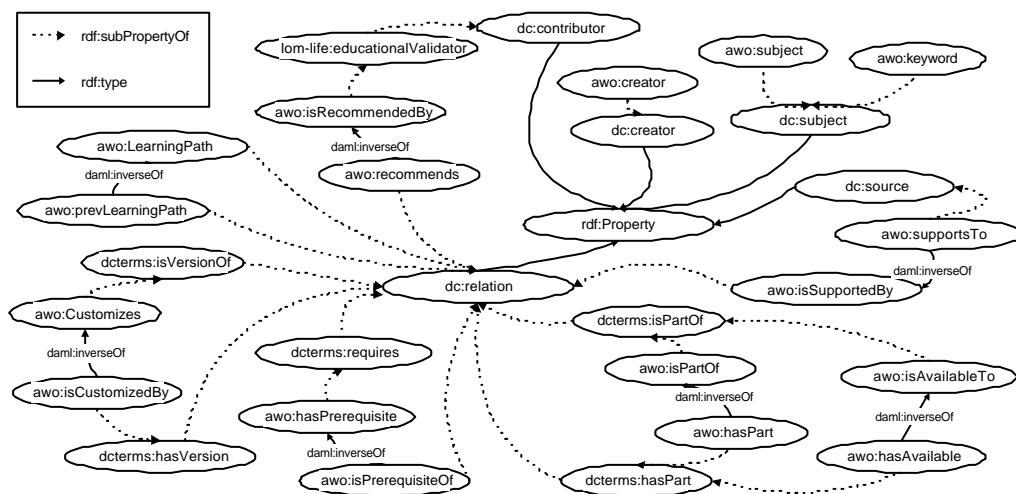 rdf:subPropertyOf
rdf:type
dc:contributor
lom-life:educationalValidator
awo:subject
awo:keyword
awo:creator
awo:isRecommendedBy
dc:subject
dc:creator
awo:LearningPath
daml:inverseOf
daml:inverseOf
awo:recommends
dc:source
awo:prevLearningPath
rdf:Property
awo:supportsTo
dcterms:isVersionOf
daml:inverseOf
dc:relation
awo:isSupportedBy
awo:Customizes
dcterms:isPartOf
daml:inverseOf
dcterms:requires
awo:isPartOf
awo:isAvailableTo
awo:isCustomizedBy
daml:inverseOf
awo:hasPrerequisite
daml:inverseOf
awo:hasPart
dcterms:hasVersion
daml:inverseOf
awo:hasAvailable
awo:isPrerequisiteOf
dcterms:hasPart